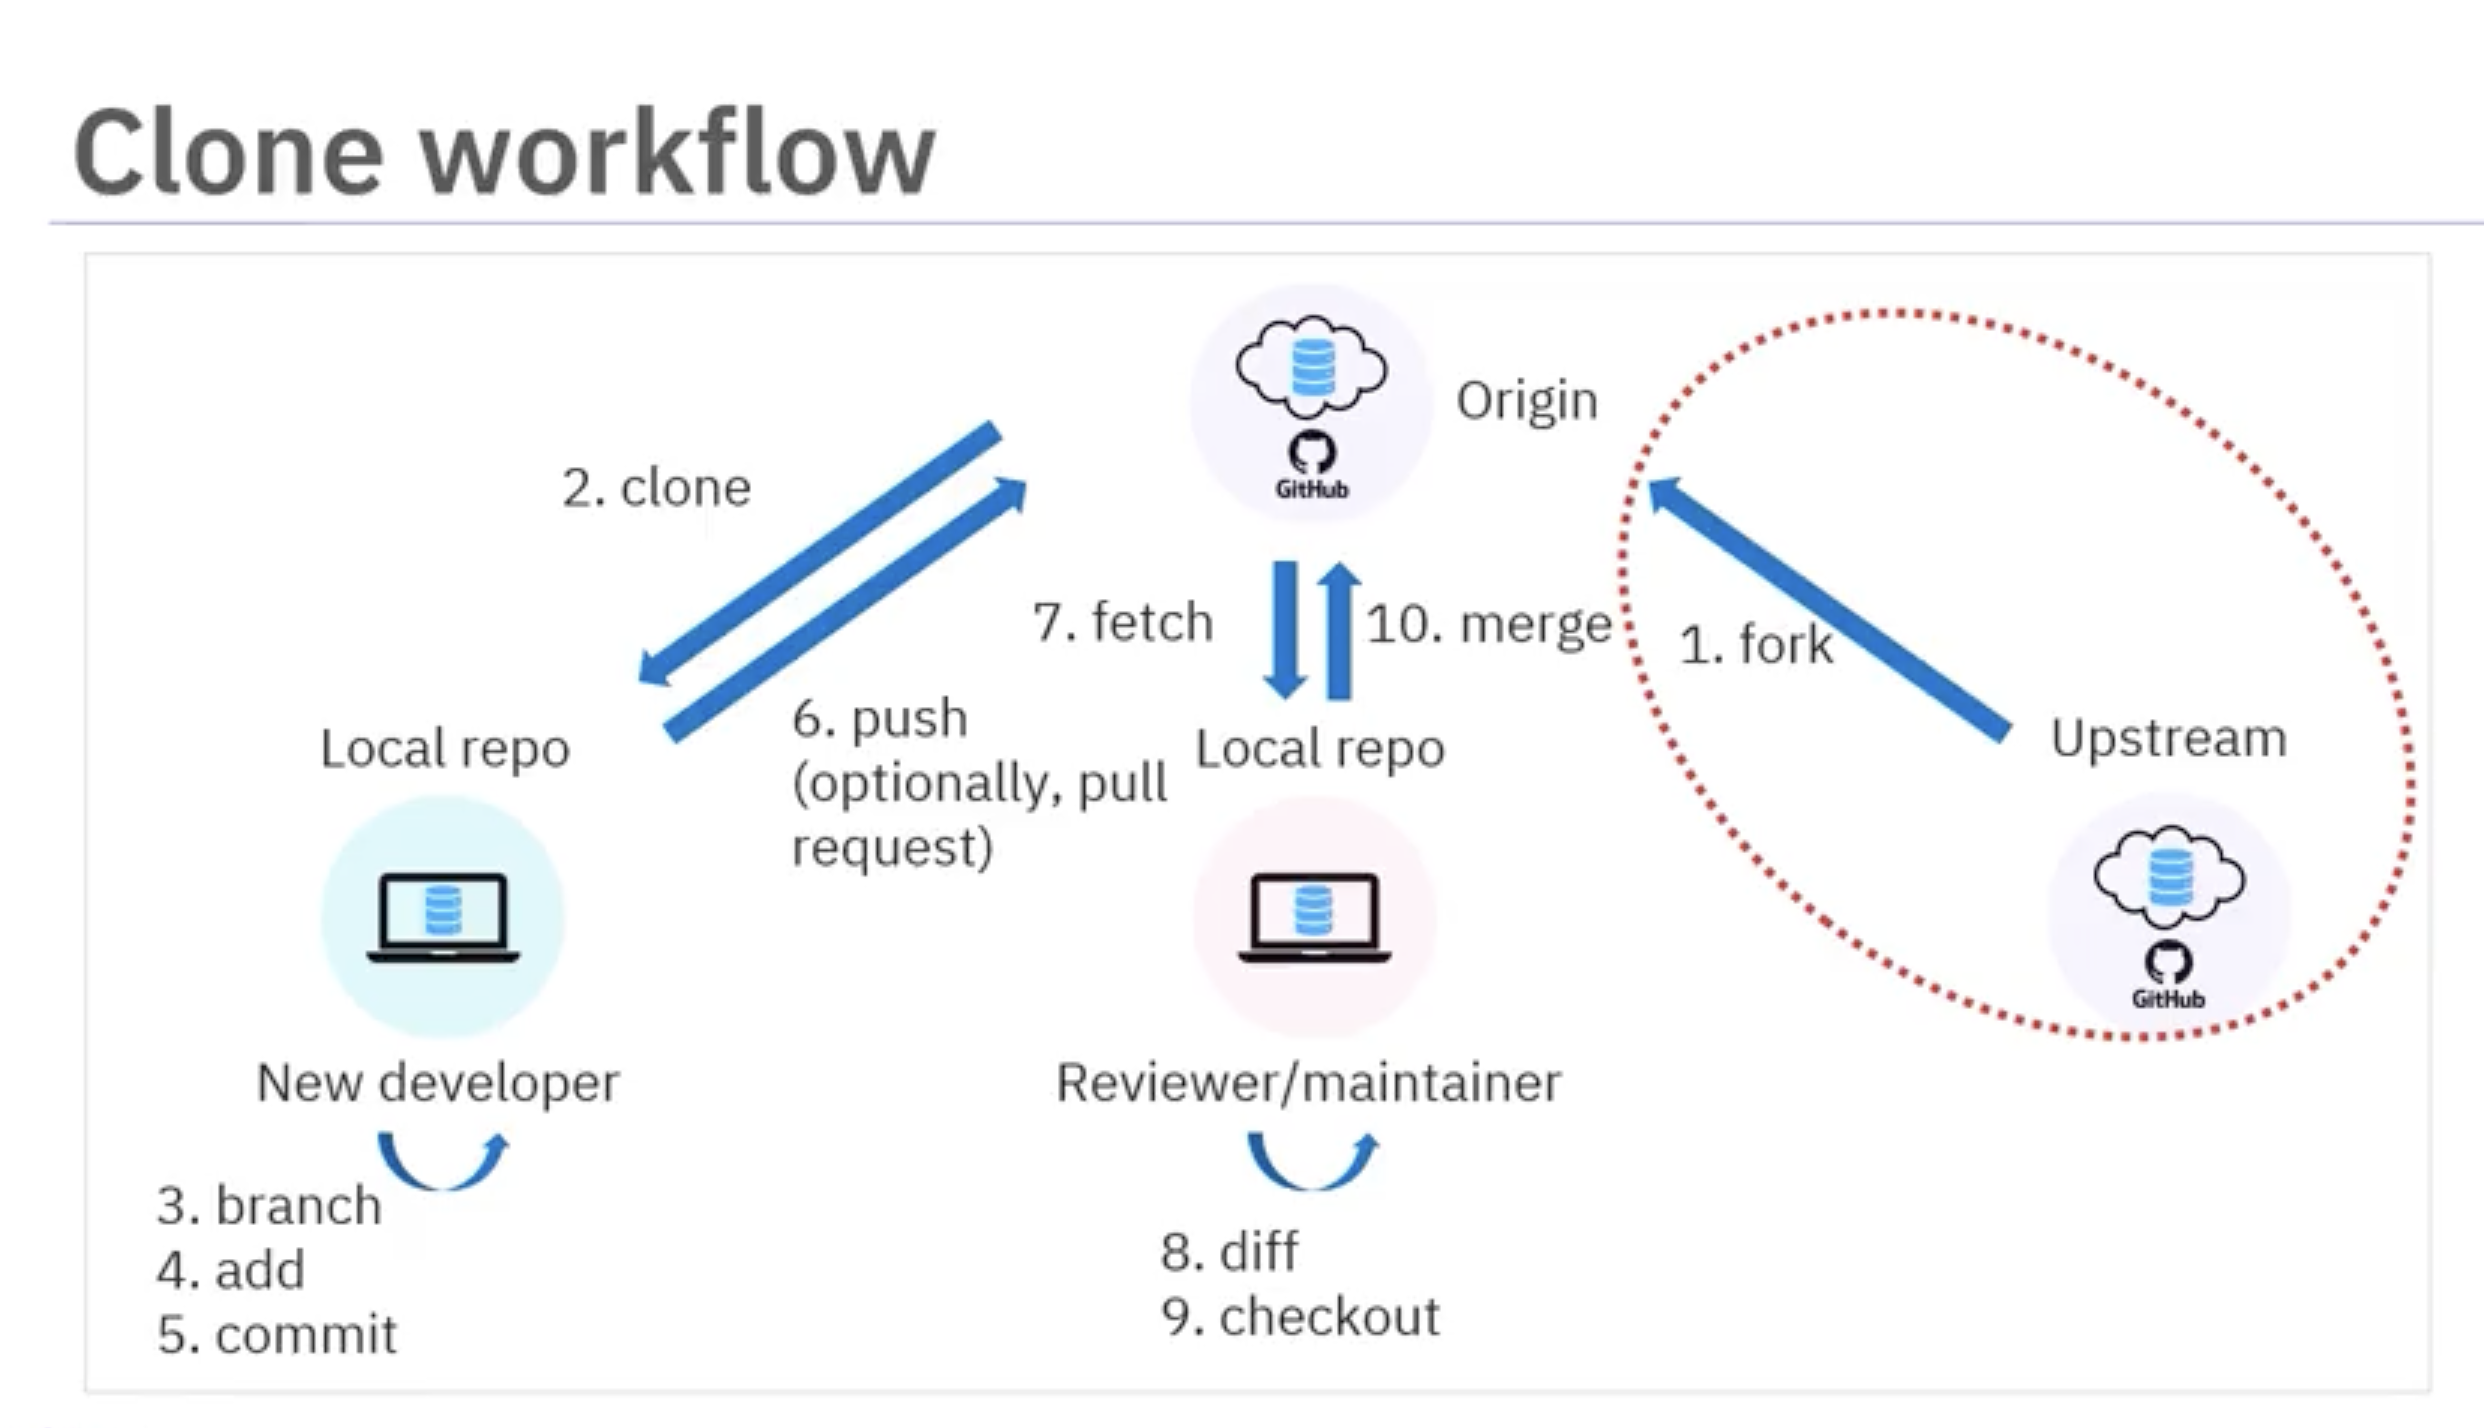 Clone workflow
Origin
GitHub
2. clone
7. fetch
10. merge
1. fork
6. push
(optionally, pull
request)
Local repo
Local repo
Upstream
GitHub
New developer
Reviewer/maintainer
3. branch
4. add
5. commit
8. diff
9. checkout